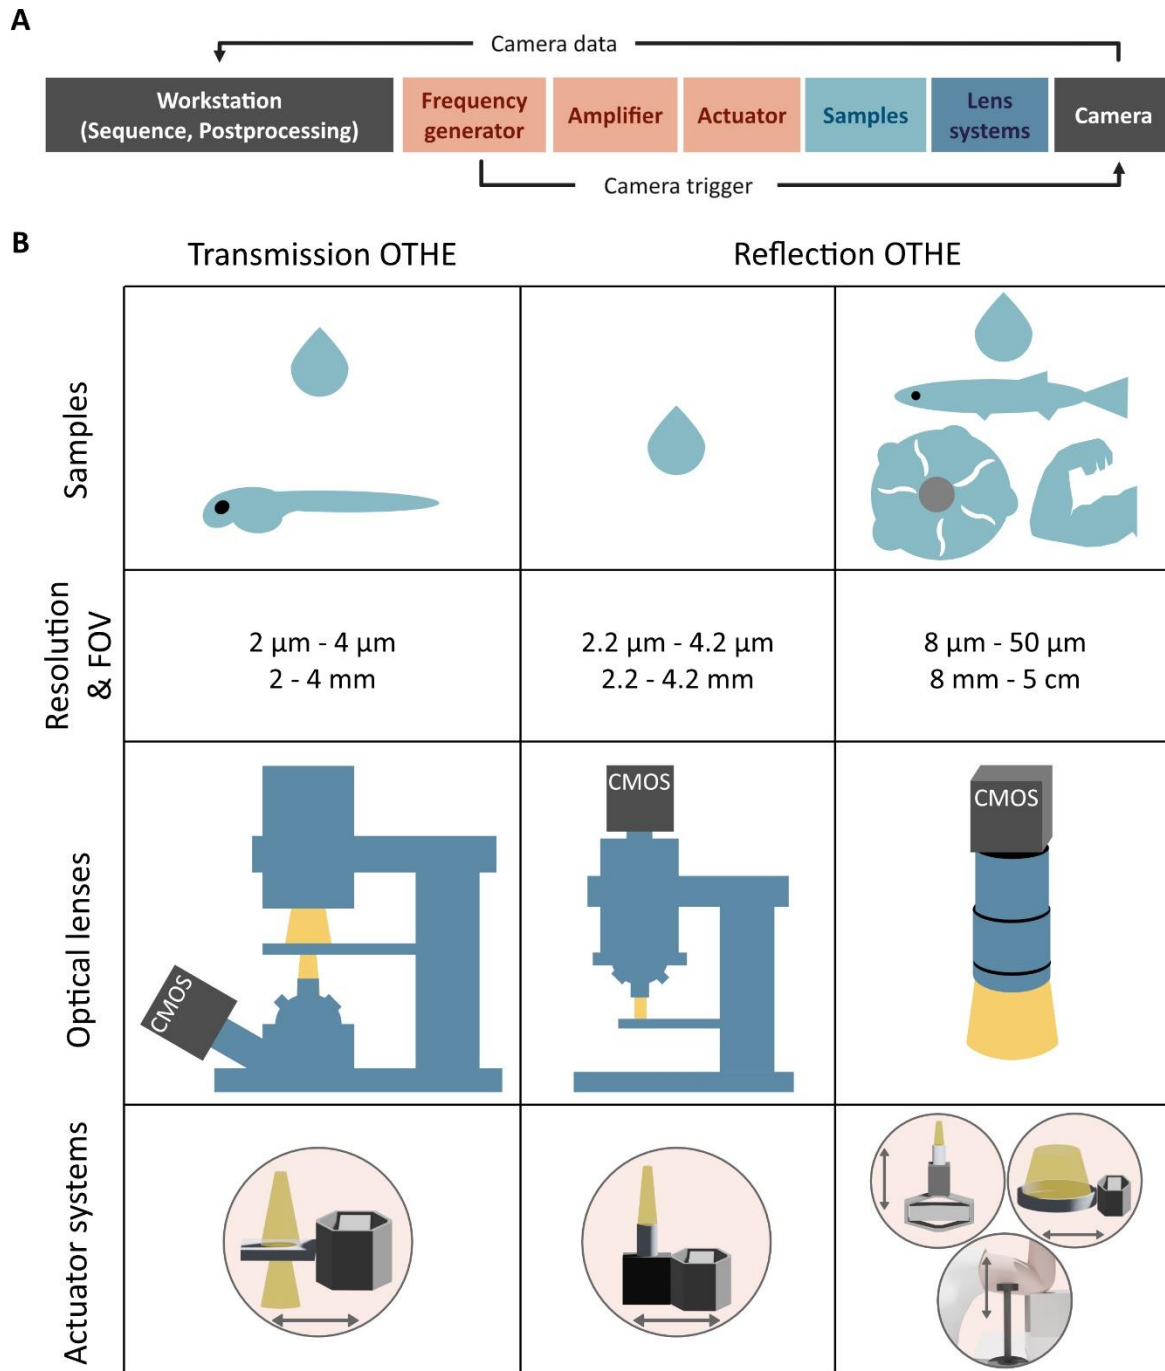 A
Camera data
Workstation
(Sequence, Postprocessing)
Frequency
generator
Amplifier
Actuator
Samples
Lens
systems
Camera
Camera trigger
B
Transmission OTHE
Reflection OTHE
Samples
Resolution
& FOV
2 µm - 4 µm
2 - 4 mm
2.2 µm - 4.2 µm
2.2 - 4.2 mm
8 µm - 50 µm
8 mm - 5 cm
Optical lenses
CMOS
CMOS
CMOS
Actuator systems